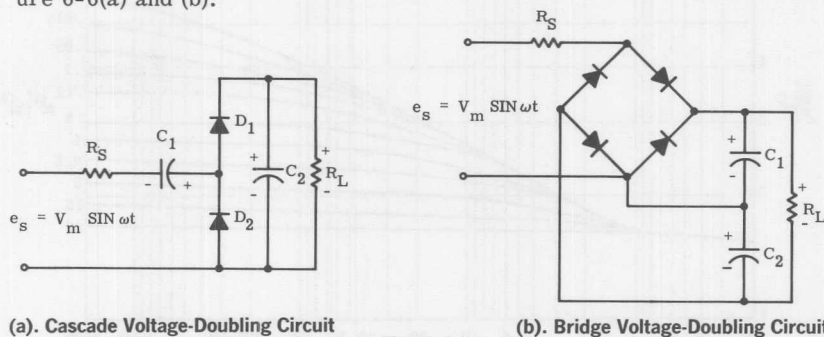 ure 6-6(a) and (b).
R_S
C_1
- +
D_1
D_2
+
-
C_2
+
R_L
-
e_s = V_m SIN ωt
(a). Cascade Voltage-Doubling Circuit
R_S
e_s = V_m SIN ωt
+
-
C_1
+
-
C_2
+
R_L
-
(b). Bridge Voltage-Doubling Circuit